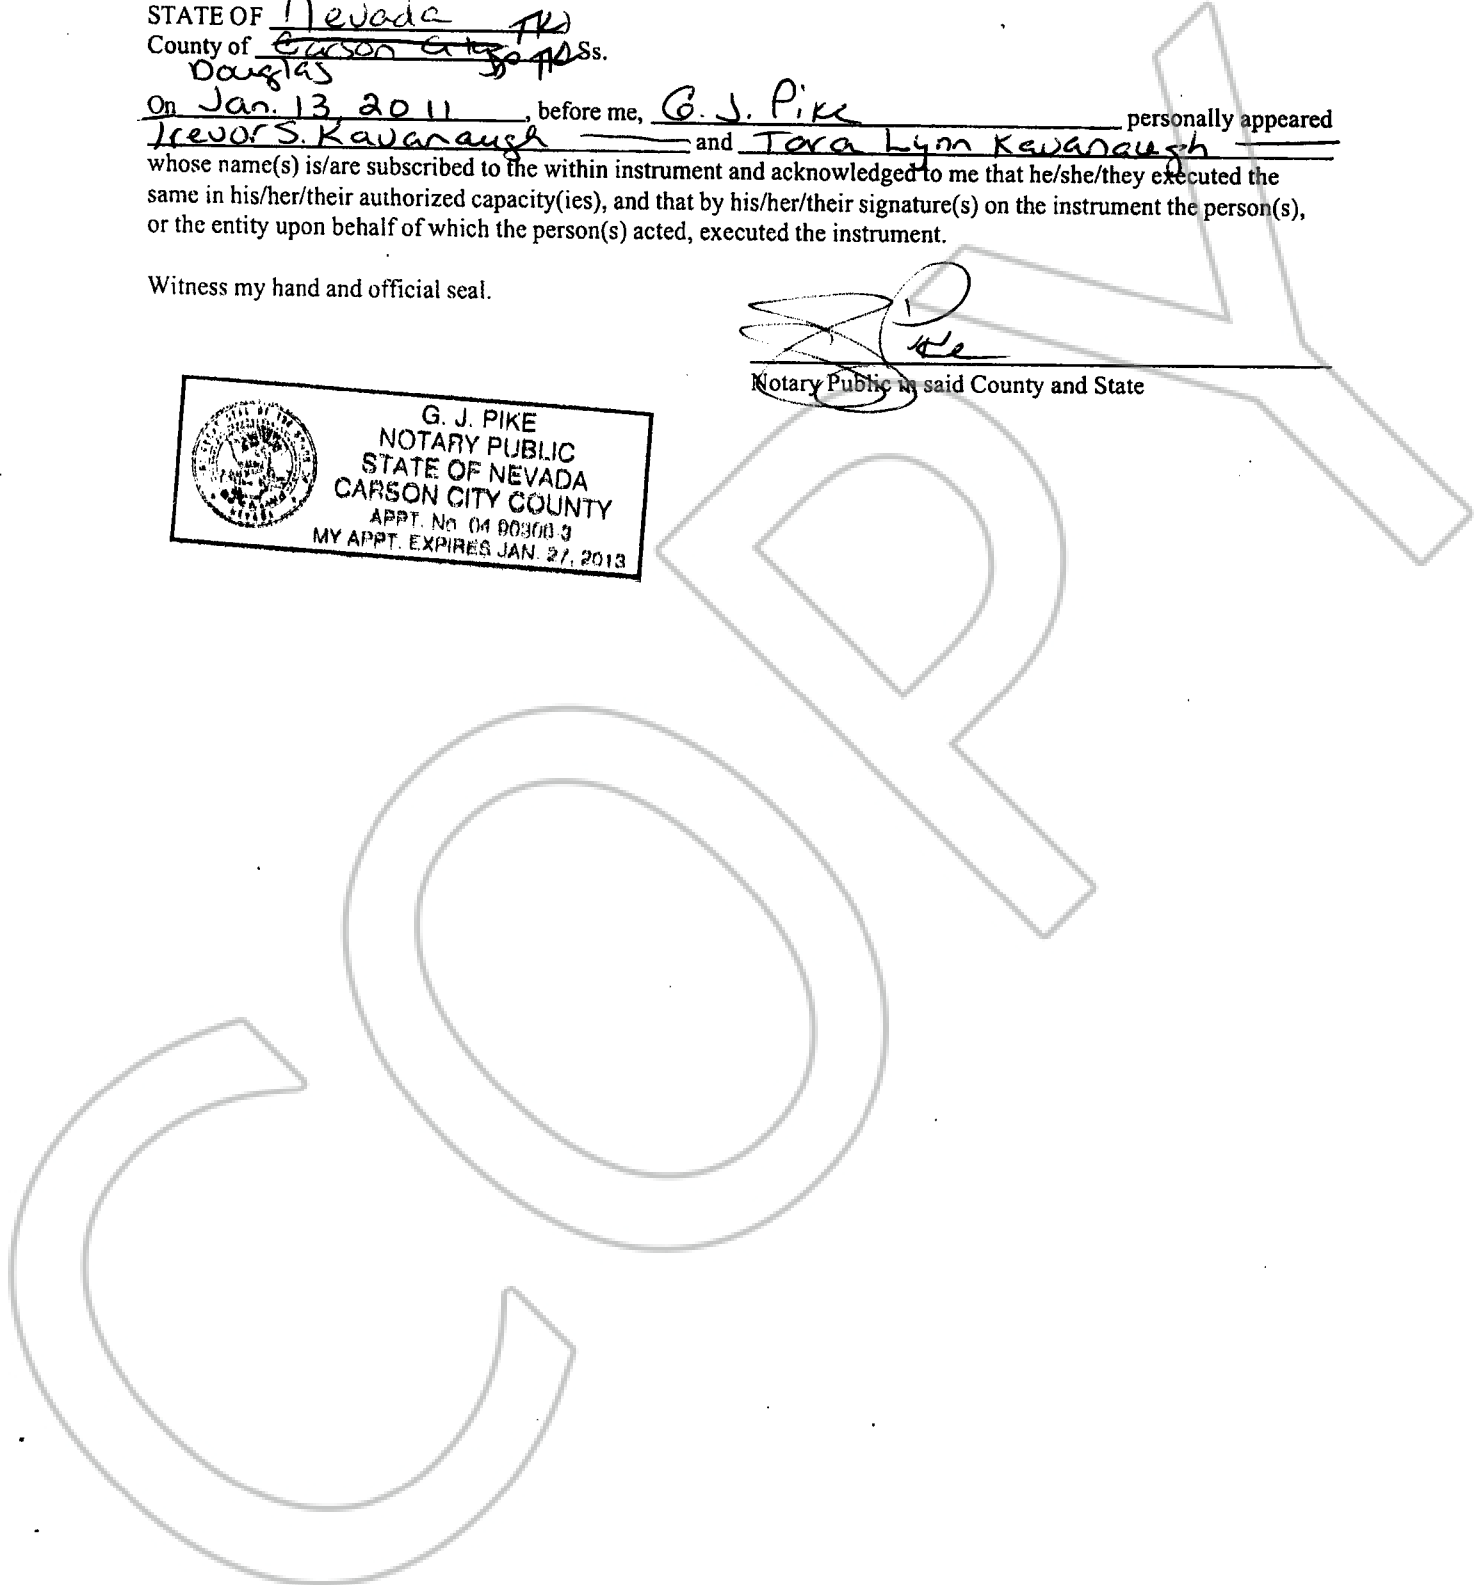 STATE OF Nevada
County of Carson City Ss.
Douglas
On Jan. 13, 2011, before me, G. J. Pike personally appeared
Trevor S. Kavanaugh and Tara Lynn Kavanaugh
whose name(s) is/are subscribed to the within instrument and acknowledged to me that he/she/they executed the
same in his/her/their authorized capacity(ies), and that by his/her/their signature(s) on the instrument the person(s),
or the entity upon behalf of which the person(s) acted, executed the instrument.
Witness my hand and official seal.
Notary Public in said County and State
G. J. PIKE
NOTARY PUBLIC
STATE OF NEVADA
CARSON CITY COUNTY
APPT. No.
MY APPT. EXPIRES JAN. 27, 2013
COPY